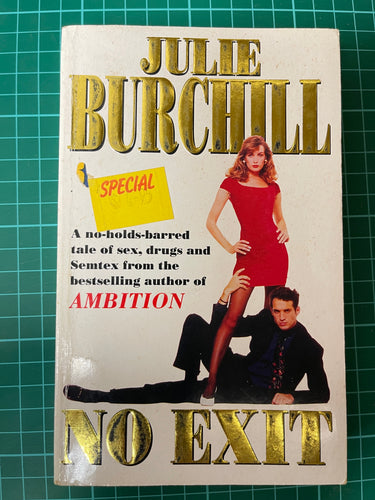 JULIE
BURCHILL
SPECIAL
A no-holds-barred
tale of sex, drugs and
Semtex from the
bestselling author of
AMBITION
NO EXIT